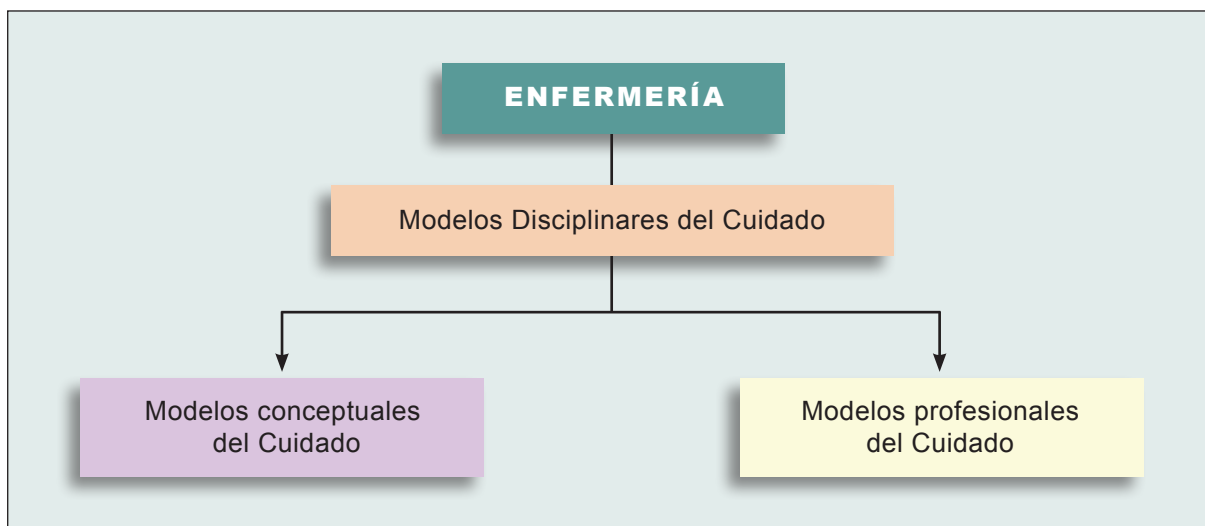 ENFERMERÍA
Modelos Disciplinares del Cuidado
Modelos conceptuales
del Cuidado
Modelos profesionales
del Cuidado